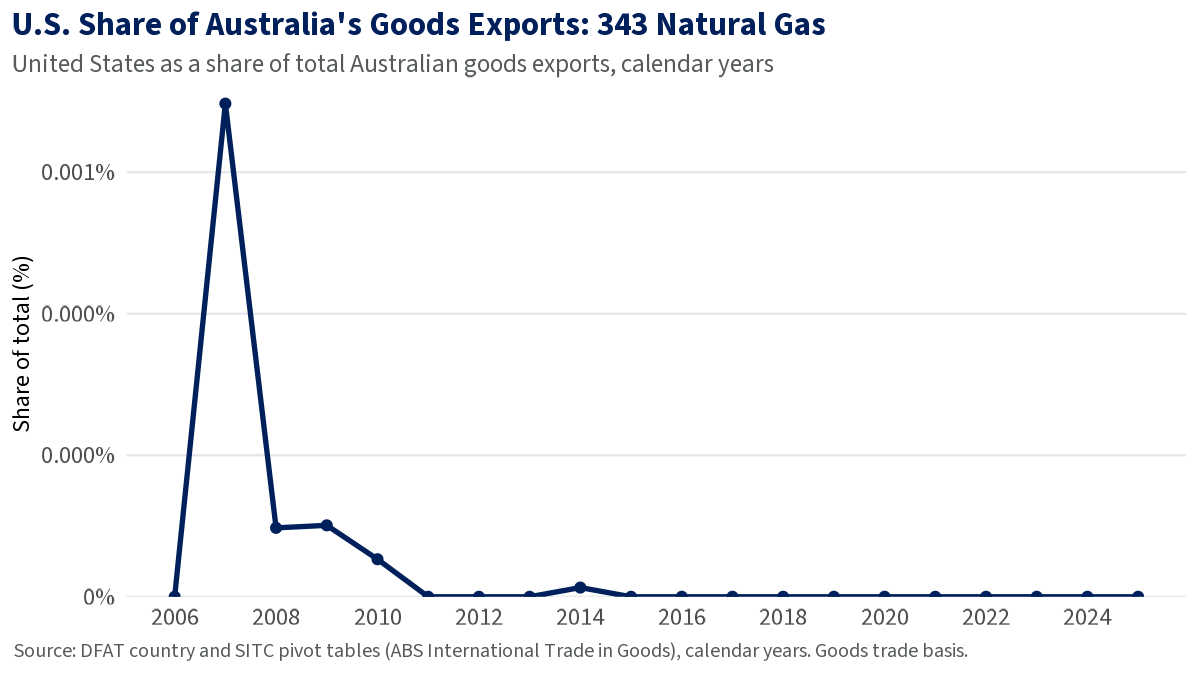 U.S. Share of Australia's Goods Exports: 343 Natural Gas
United States as a share of total Australian goods exports, calendar years
Share of total (%)
0.001%
0.000%
0.000%
0%
2006 2008 2010 2012 2014 2016 2018 2020 2022 2024
Source: DFAT country and SITC pivot tables (ABS International Trade in Goods), calendar years. Goods trade basis.